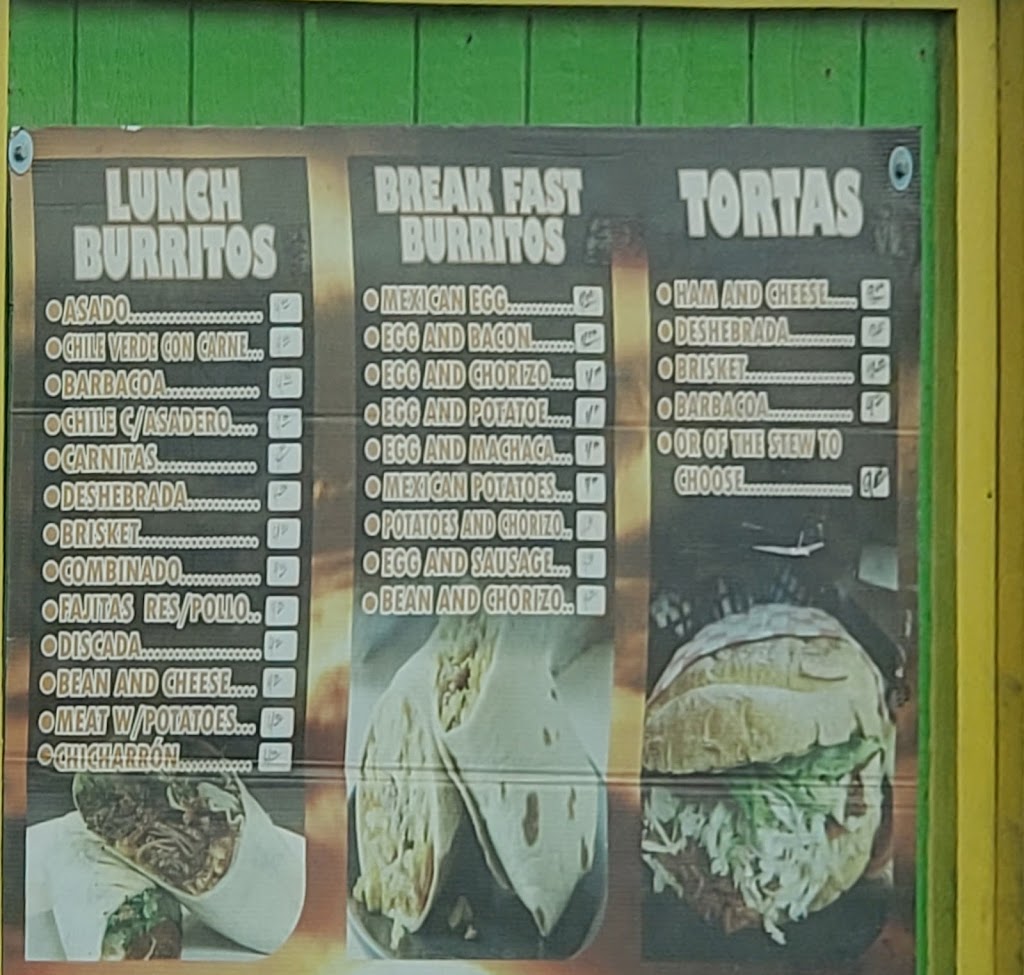 LUNCH
BURRITOS
ASADO......................
CHILE VERDE CON CARNE...
BARBACOA...............
CHILE C/ASADERO....
CARNITAS................
DESHEBRADA............
BRISKET....................
COMBINADO.............
FAJITAS RES/POLLO..
DISCADA....................
BEAN AND CHEESE....
MEAT W/POTATOES...
CHICHARRÓN............
BREAK FAST
BURRITOS
MEXICAN EGG...........
EGG AND BACON.......
EGG AND CHORIZO....
EGG AND POTATOE....
EGG AND MACHACA...
MEXICAN POTATOES...
POTATOES AND CHORIZO..
EGG AND SAUSAGE...
BEAN AND CHORIZO..
TORTAS
HAM AND CHEESE.....
DESHEBRADA...........
BRISKET..................
BARBACOA..............
OR OF THE STEW TO
CHOOSE..................